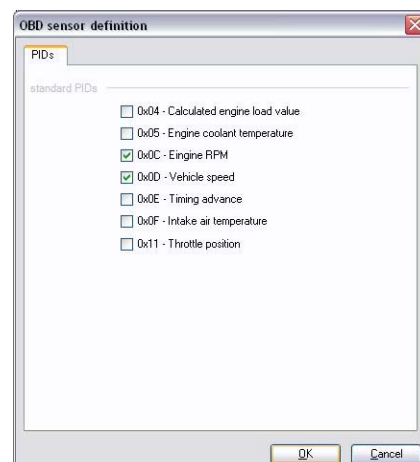 OBD sensor definition
PIDs
standard PIDs
0x04 - Calculated engine load value
0x05 - Engine coolant temperature
0x0C - Eingine RPM
0x0D - Vehicle speed
0x0E - Timing advance
0x0F - Intake air temperature
0x11 - Throttle position
OK Cancel